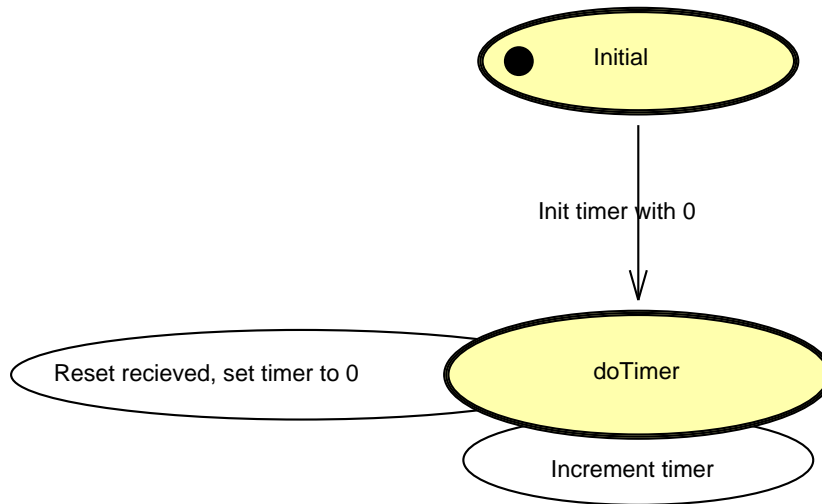 Initial
Init timer with 0
Reset recieved, set timer to 0
doTimer
Increment timer